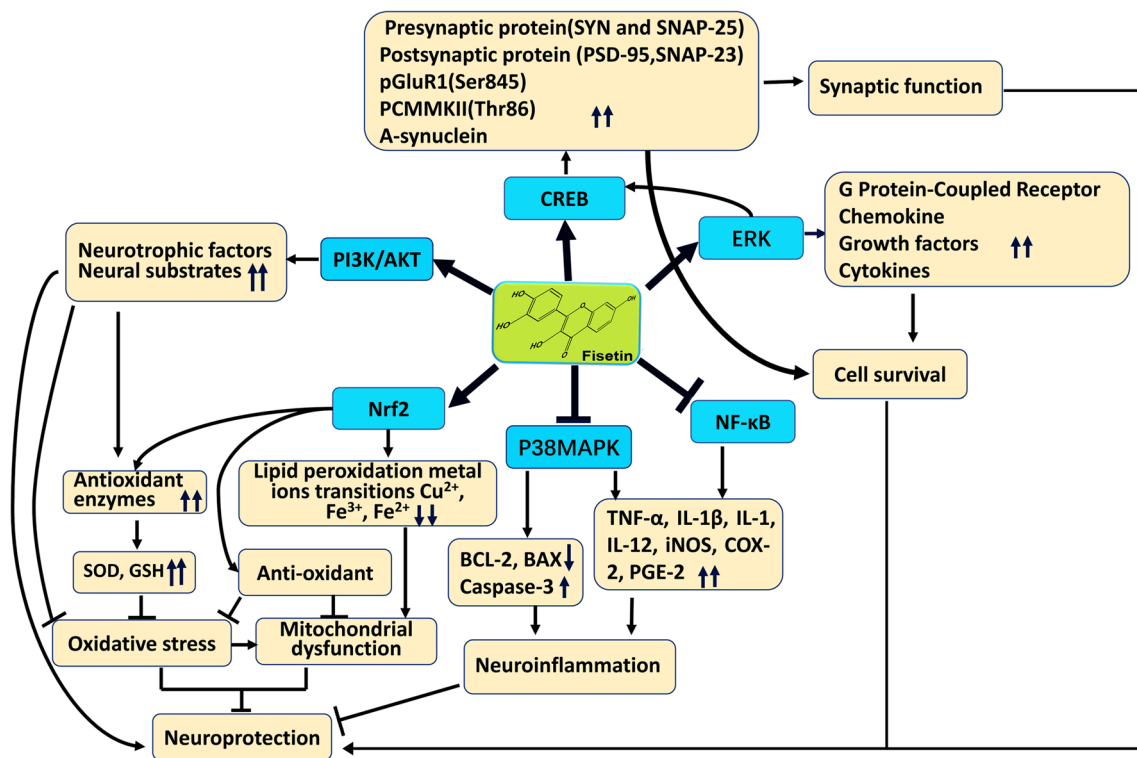 Presynaptic protein(SYN and SNAP-25)
Postsynaptic protein (PSD-95,SNAP-23)
pGluR1(Ser845)
PCMMKII(Thr86)
A-synuclein
Synaptic function
CREB
G Protein-Coupled Receptor
Chemokine
Growth factors
Cytokines
ERK
Neurotrophic factors
Neural substrates
PI3K/AKT
HO
HO
HO
O
O
OH
Fisetin
Cell survival
Nrf2
NF-κB
P38MAPK
Antioxidant
enzymes
Lipid peroxidation metal
ions transitions Cu²⁺,
Fe³⁺, Fe²⁺
TNF-α, IL-1β, IL-1,
IL-12, iNOS, COX-
2, PGE-2
SOD, GSH
Anti-oxidant
BCL-2, BAX
Caspase-3
Oxidative stress
Mitochondrial
dysfunction
Neuroinflammation
Neuroprotection